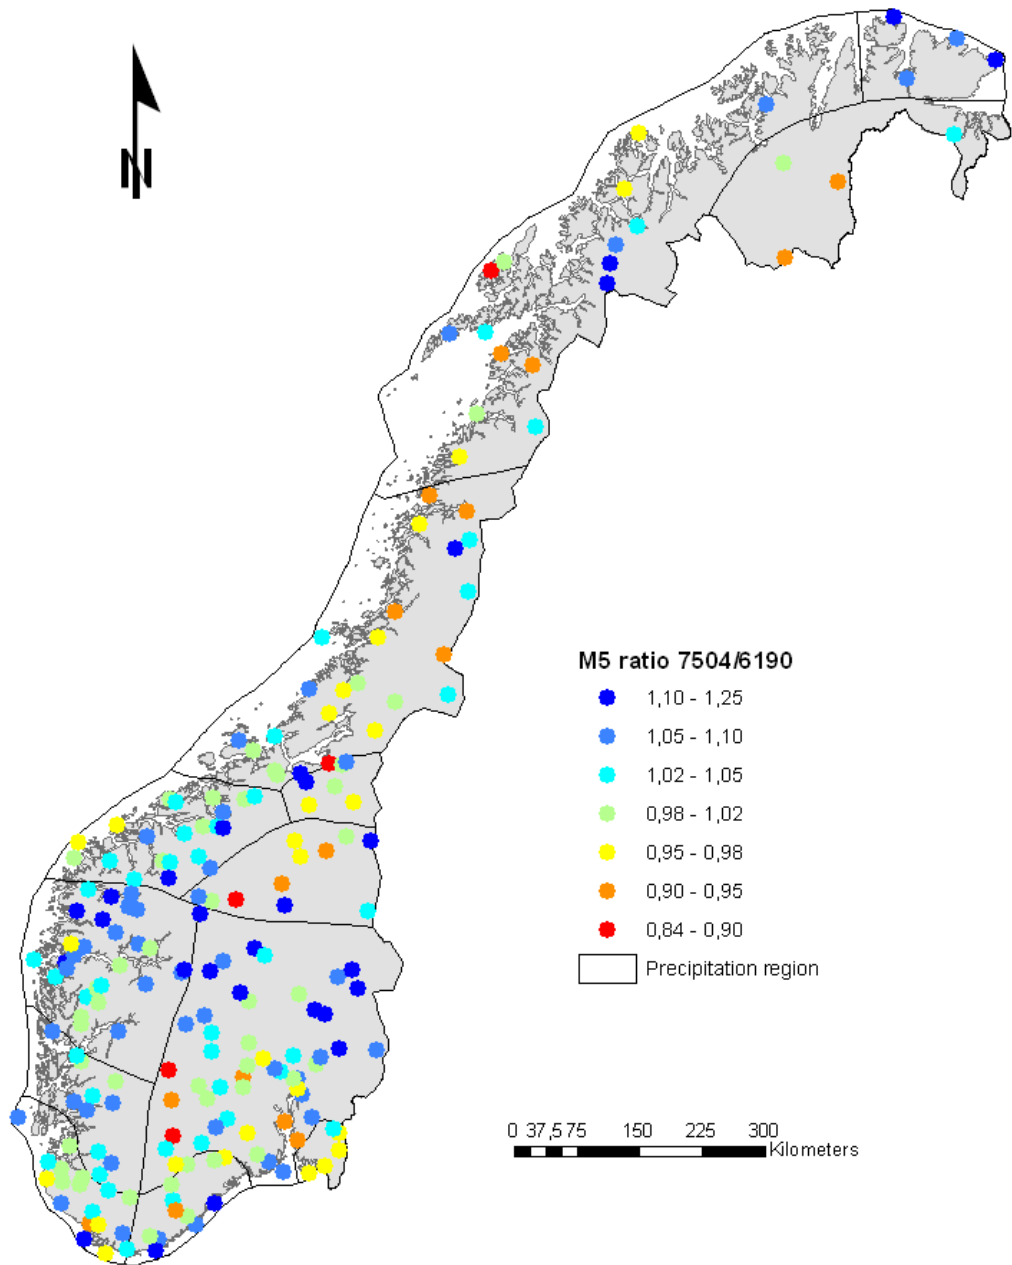 N
M5 ratio 7504/6190
1,10 - 1,25
1,05 - 1,10
1,02 - 1,05
0,98 - 1,02
0,95 - 0,98
0,90 - 0,95
0,84 - 0,90
Precipitation region
0 37,5 75 150 225 300
Kilometers